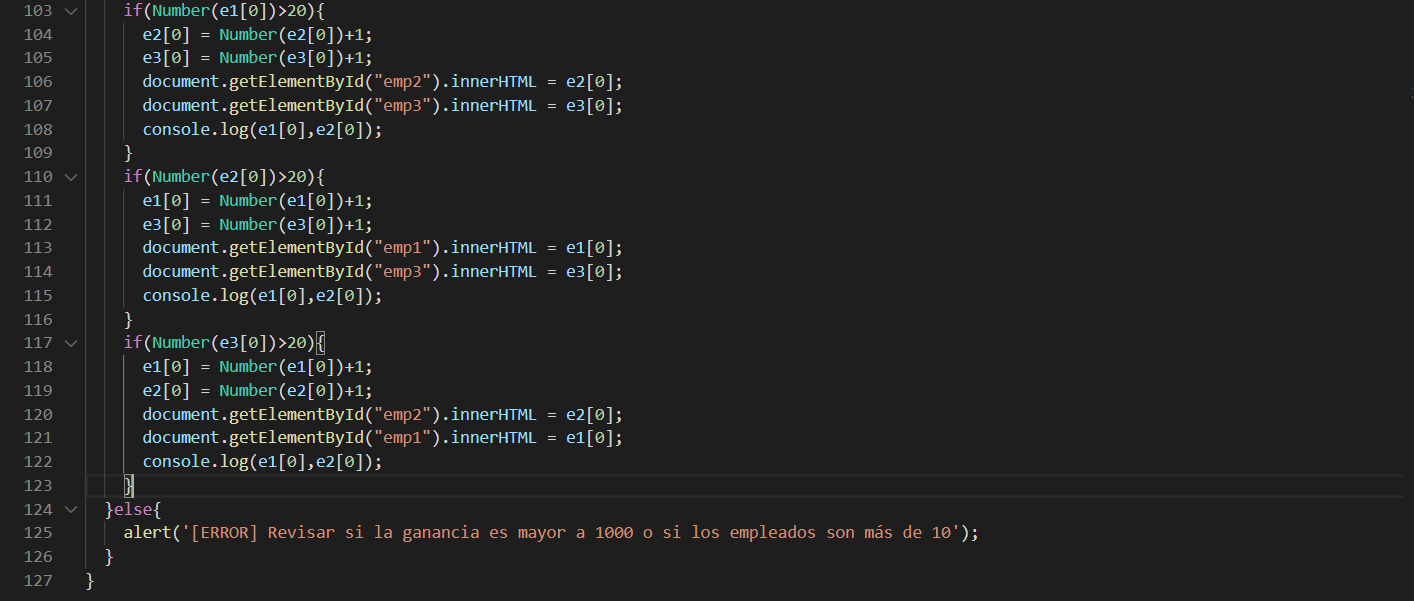 103 if(Number(e1[0])>20){
104 e2[0] = Number(e2[0])+1;
105 e3[0] = Number(e3[0])+1;
106 document.getElementById("emp2").innerHTML = e2[0];
107 document.getElementById("emp3").innerHTML = e3[0];
108 console.log(e1[0],e2[0]);
109 }
110 if(Number(e2[0])>20){
111 e1[0] = Number(e1[0])+1;
112 e3[0] = Number(e3[0])+1;
113 document.getElementById("emp1").innerHTML = e1[0];
114 document.getElementById("emp3").innerHTML = e3[0];
115 console.log(e1[0],e2[0]);
116 }
117 if(Number(e3[0])>20){
118 e1[0] = Number(e1[0])+1;
119 e2[0] = Number(e2[0])+1;
120 document.getElementById("emp2").innerHTML = e2[0];
121 document.getElementById("emp1").innerHTML = e1[0];
122 console.log(e1[0],e2[0]);
123 }
124 }else{
125 alert('[ERROR] Revisar si la ganancia es mayor a 1000 o si los empleados son más de 10');
126 }
127 }